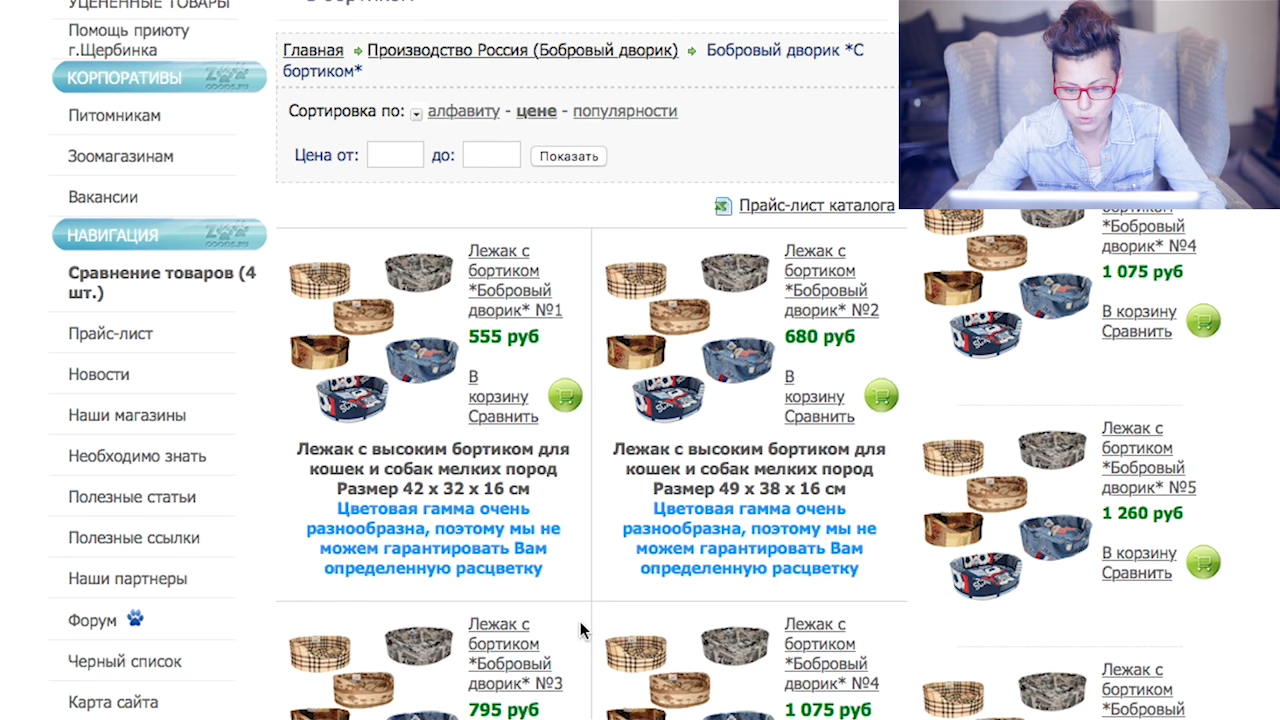 УЦЕНЕННЫЕ ТОВАРЫ
Помощь приюту
г.Щербинка
КОРПОРАТИВЫ
Питомникам
Зоомагазинам
Вакансии
НАВИГАЦИЯ
Сравнение товаров (4
шт.)
Прайс-лист
Новости
Наши магазины
Необходимо знать
Полезные статьи
Полезные ссылки
Наши партнеры
Форум
Черный список
Карта сайта
Главная Производство Россия (Бобровый дворик) Бобровый дворик *С
бортиком*
Сортировка по: алфавиту - цене - популярности
Цена от: до: Показать
Прайс-лист каталога
Лежак с
бортиком
*Бобровый
дворик* №1
555 руб
В
корзину
Сравнить
Лежак с высоким бортиком для
кошек и собак мелких пород
Размер 42 х 32 х 16 см
Цветовая гамма очень
разнообразна, поэтому мы не
можем гарантировать Вам
определенную расцветку
Лежак с
бортиком
*Бобровый
дворик* №2
680 руб
В
корзину
Сравнить
Лежак с высоким бортиком для
кошек и собак мелких пород
Размер 49 х 38 х 16 см
Цветовая гамма очень
разнообразна, поэтому мы не
можем гарантировать Вам
определенную расцветку
Лежак с
бортиком
*Бобровый
дворик* №3
795 руб
Лежак с
бортиком
*Бобровый
дворик* №4
1 075 руб
бортиком
*Бобровый
дворик* №4
1 075 руб
В корзину
Сравнить
Лежак с
бортиком
*Бобровый
дворик* №5
1 260 руб
В корзину
Сравнить
Лежак с
бортиком
*Бобровый